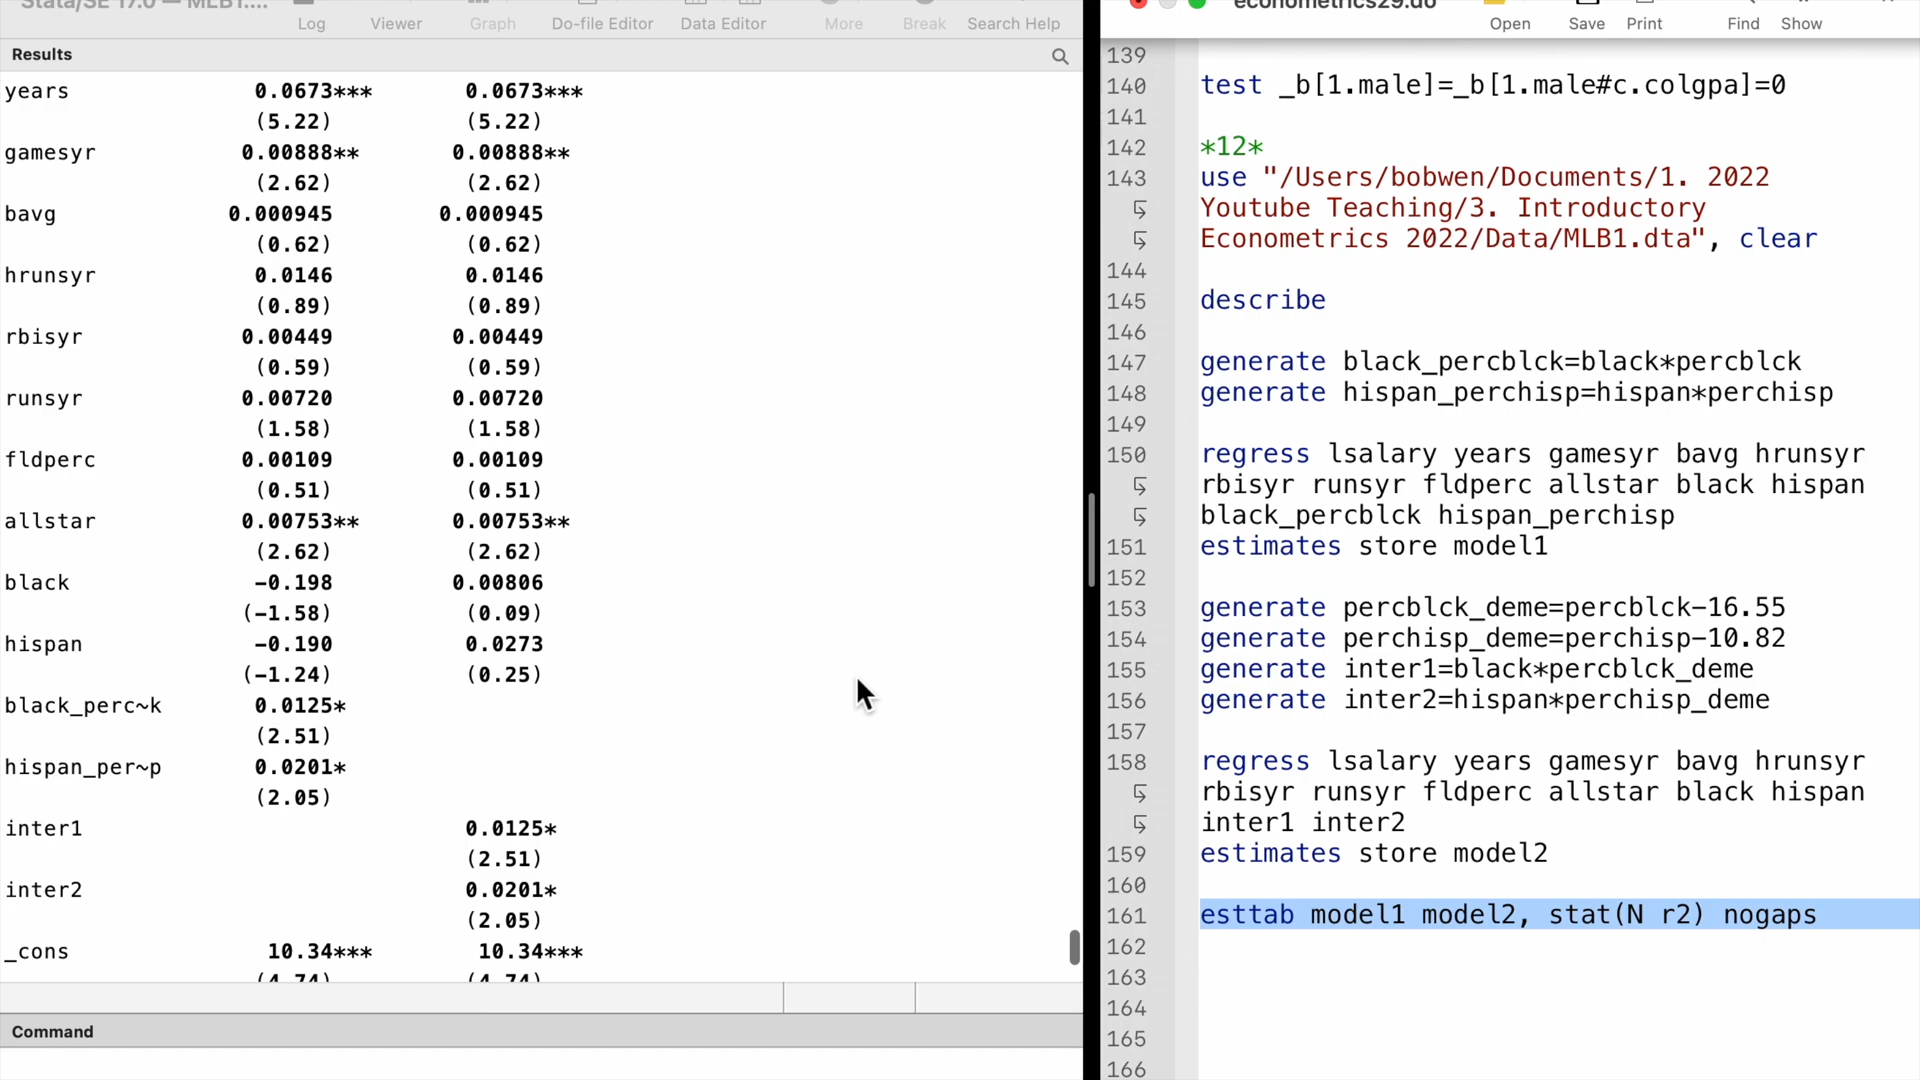 Stata/SE 17.0 — MLB1....
Log Viewer Graph Do-file Editor Data Editor More Break Search Help
Results
years 0.0673*** 0.0673***
(5.22) (5.22)
gamesyr 0.00888** 0.00888**
(2.62) (2.62)
bavg 0.000945 0.000945
(0.62) (0.62)
hrunsyr 0.0146 0.0146
(0.89) (0.89)
rbisyr 0.00449 0.00449
(0.59) (0.59)
runsyr 0.00720 0.00720
(1.58) (1.58)
fldperc 0.00109 0.00109
(0.51) (0.51)
allstar 0.00753** 0.00753**
(2.62) (2.62)
black -0.198 0.00806
(-1.58) (0.09)
hispan -0.190 0.0273
(-1.24) (0.25)
black_perc~k 0.0125*
(2.51)
hispan_per~p 0.0201*
(2.05)
inter1 0.0125*
(2.51)
inter2 0.0201*
(2.05)
_cons 10.34*** 10.34***
(4.74) (4.74)
Command
econometrics29.do
Open Save Print Find Show
139
140 test _b[1.male]=_b[1.male#c.colgpa]=0
141
142 *12*
143 use "/Users/bobwen/Documents/1. 2022
Youtube Teaching/3. Introductory
Econometrics 2022/Data/MLB1.dta", clear
144
145 describe
146
147 generate black_percblck=black*percblck
148 generate hispan_perchisp=hispan*perchisp
149
150 regress lsalary years gamesyr bavg hrunsyr
rbisyr runsyr fldperc allstar black hispan
black_percblck hispan_perchisp
151 estimates store model1
152
153 generate percblck_deme=percblck-16.55
154 generate perchisp_deme=perchisp-10.82
155 generate inter1=black*percblck_deme
156 generate inter2=hispan*perchisp_deme
157
158 regress lsalary years gamesyr bavg hrunsyr
rbisyr runsyr fldperc allstar black hispan
inter1 inter2
159 estimates store model2
160
161 esttab model1 model2, stat(N r2) nogaps
162
163
164
165
166